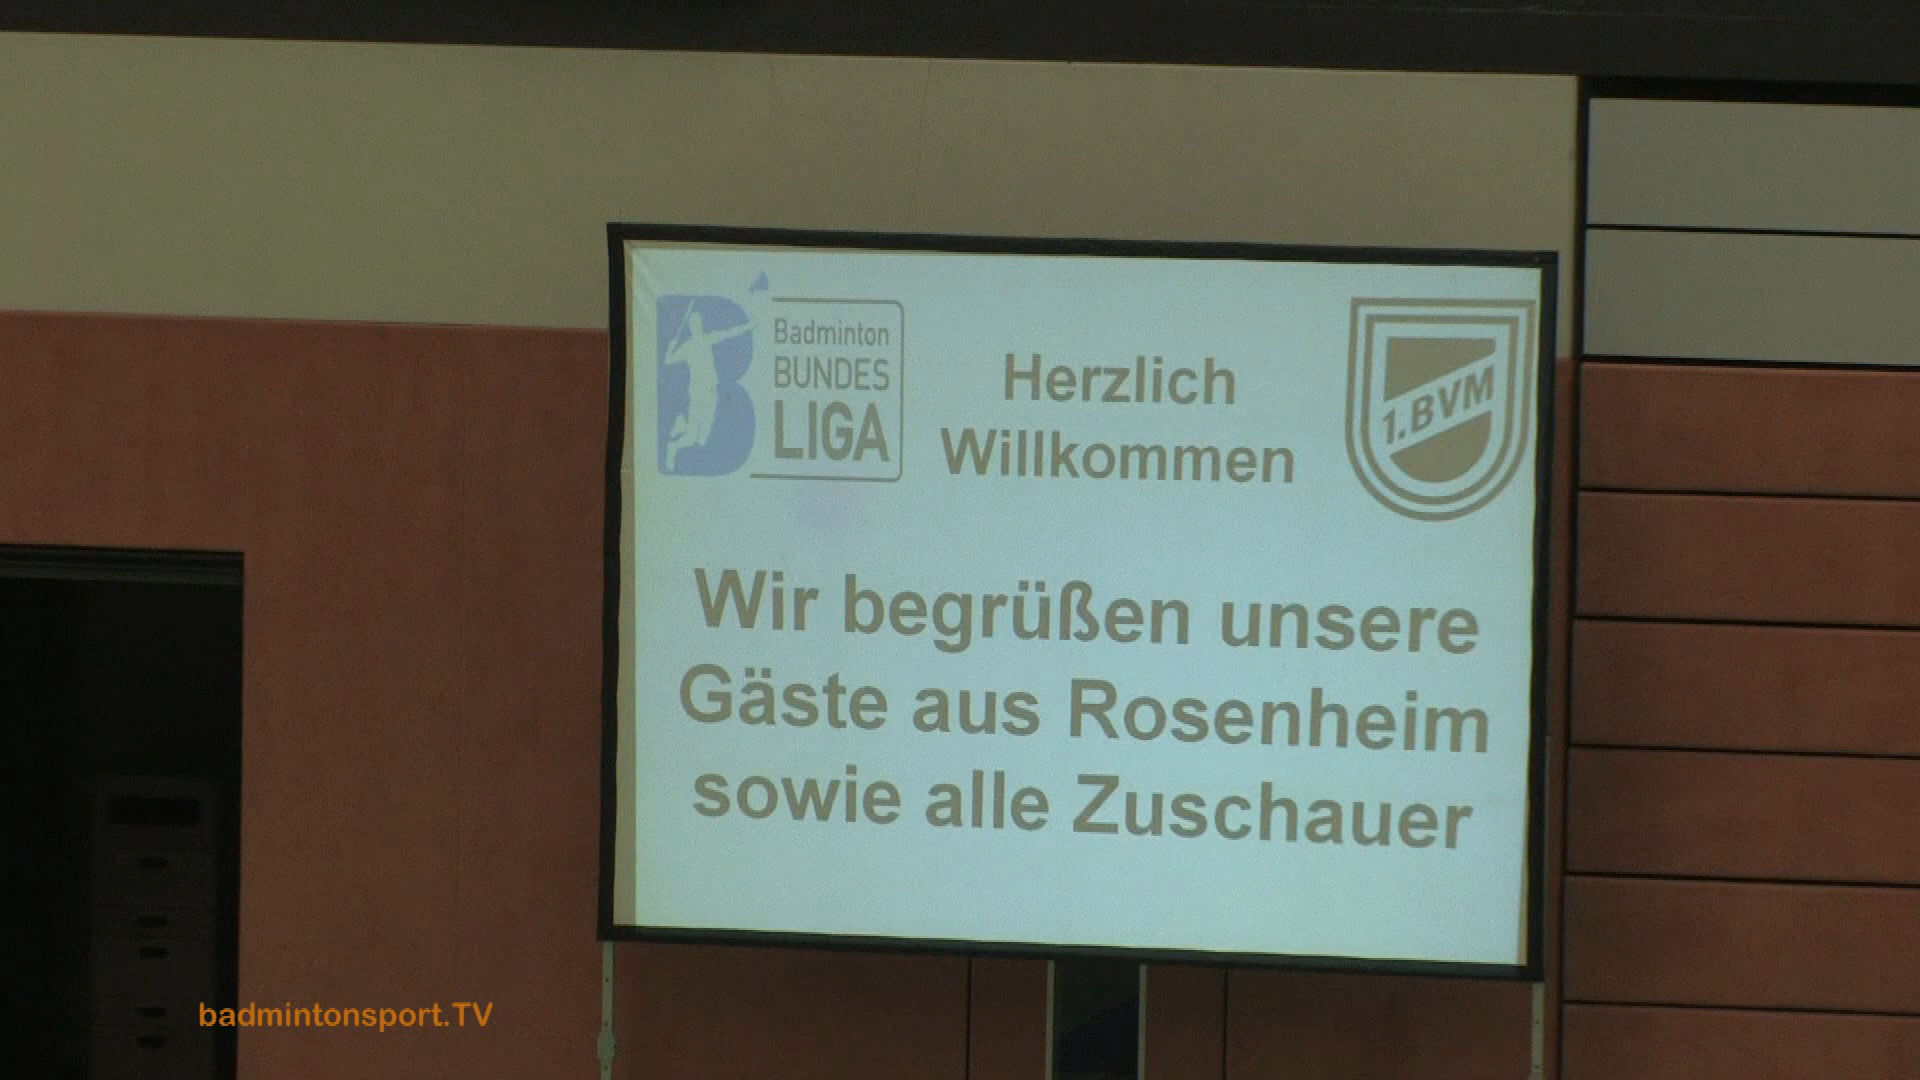 Badminton
BUNDES
LIGA
Herzlich
Willkommen
1.BVM
Wir begrüßen unsere
Gäste aus Rosenheim
sowie alle Zuschauer
badmintonsport.TV